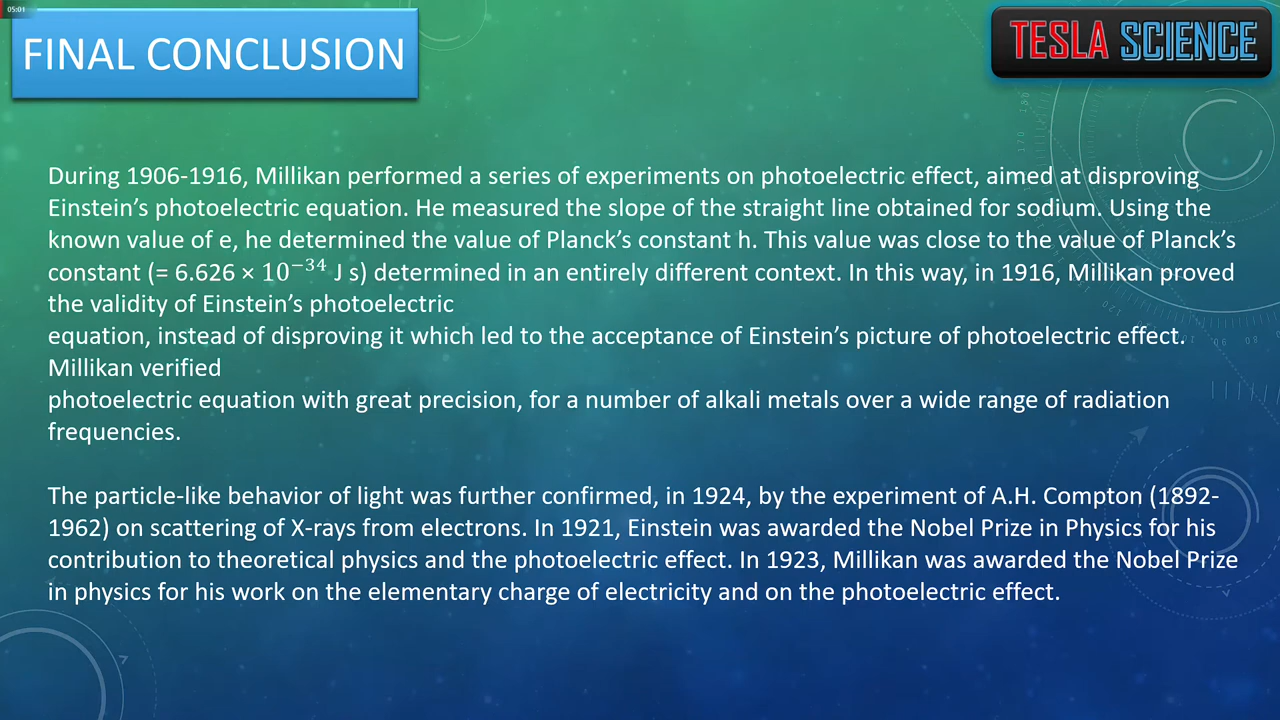 05:01
FINAL CONCLUSION
TESLA SCIENCE
During 1906-1916, Millikan performed a series of experiments on photoelectric effect, aimed at disproving
Einstein’s photoelectric equation. He measured the slope of the straight line obtained for sodium. Using the
known value of e, he determined the value of Planck’s constant h. This value was close to the value of Planck’s
constant (= 6.626 × 10⁻³⁴ J s) determined in an entirely different context. In this way, in 1916, Millikan proved
the validity of Einstein’s photoelectric
equation, instead of disproving it which led to the acceptance of Einstein’s picture of photoelectric effect.
Millikan verified
photoelectric equation with great precision, for a number of alkali metals over a wide range of radiation
frequencies.
The particle-like behavior of light was further confirmed, in 1924, by the experiment of A.H. Compton (1892-
1962) on scattering of X-rays from electrons. In 1921, Einstein was awarded the Nobel Prize in Physics for his
contribution to theoretical physics and the photoelectric effect. In 1923, Millikan was awarded the Nobel Prize
in physics for his work on the elementary charge of electricity and on the photoelectric effect.